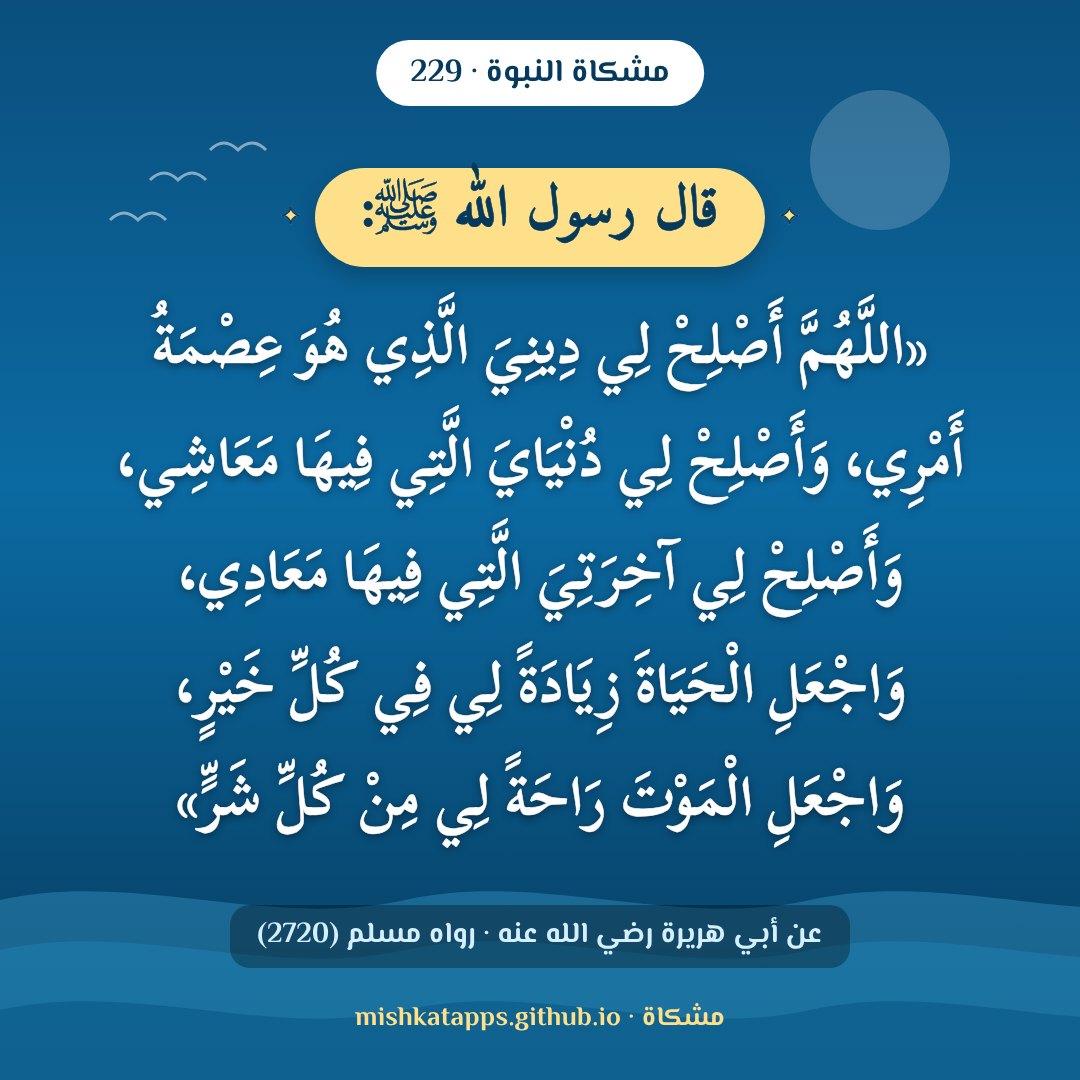 مشكاة النبوة · 229
قال رسول الله ﷺ:
«اللَّهُمَّ أَصْلِحْ لِي دِينِيَ الَّذِي هُوَ عِصْمَةُ
أَمْرِي، وَأَصْلِحْ لِي دُنْيَايَ الَّتِي فِيهَا مَعَاشِي،
وَأَصْلِحْ لِي آخِرَتِيَ الَّتِي فِيهَا مَعَادِي،
وَاجْعَلِ الْحَيَاةَ زِيَادَةً لِي فِي كُلِّ خَيْرٍ،
وَاجْعَلِ الْمَوْتَ رَاحَةً لِي مِنْ كُلِّ شَرٍّ»
عن أبي هريرة رضي الله عنه · رواه مسلم (2720)
مشكاة · mishkatapps.github.io